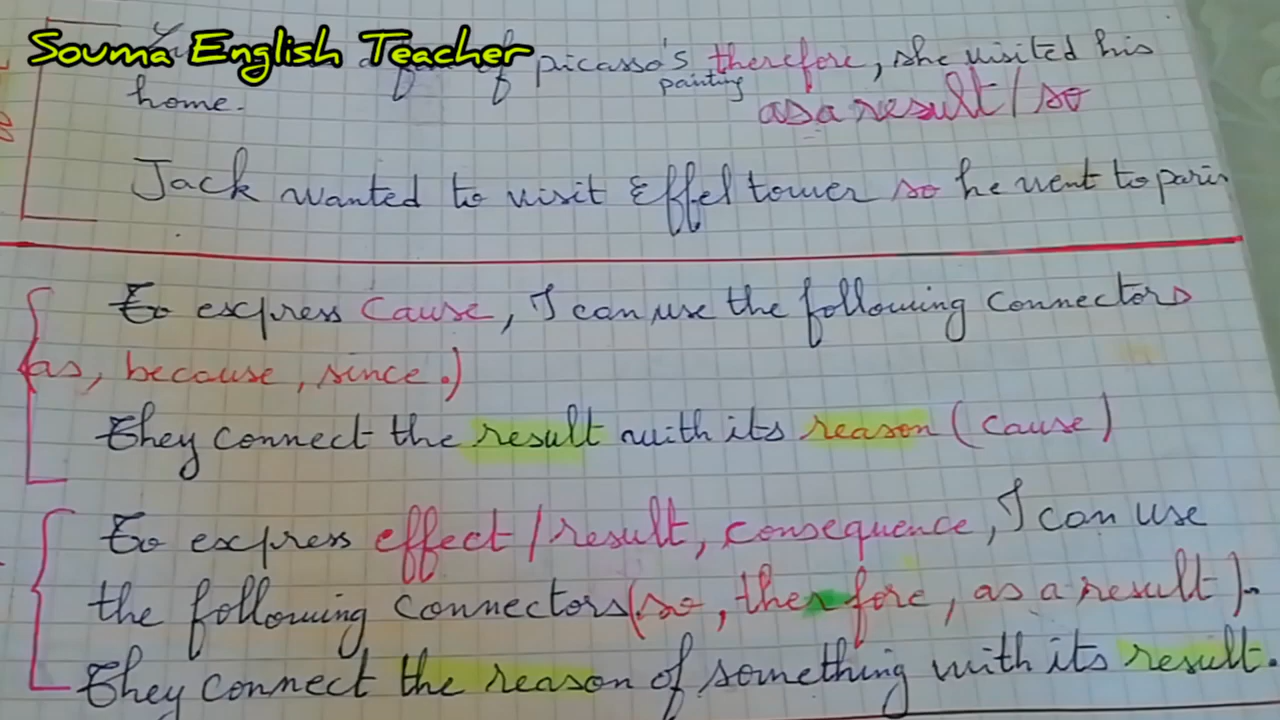 Souma English Teacher
of picasso's therefore, she visited his
painting
home.
as a result / so
Jack wanted to visit Effel tower so he went to paris
To express Cause, I can use the following connectors
(as, because, since.)
They connect the result with its reason (cause)
To express effect / result, consequence, I can use
the following connectors (so, therefore, as a result).
They connect the reason of something with its result.